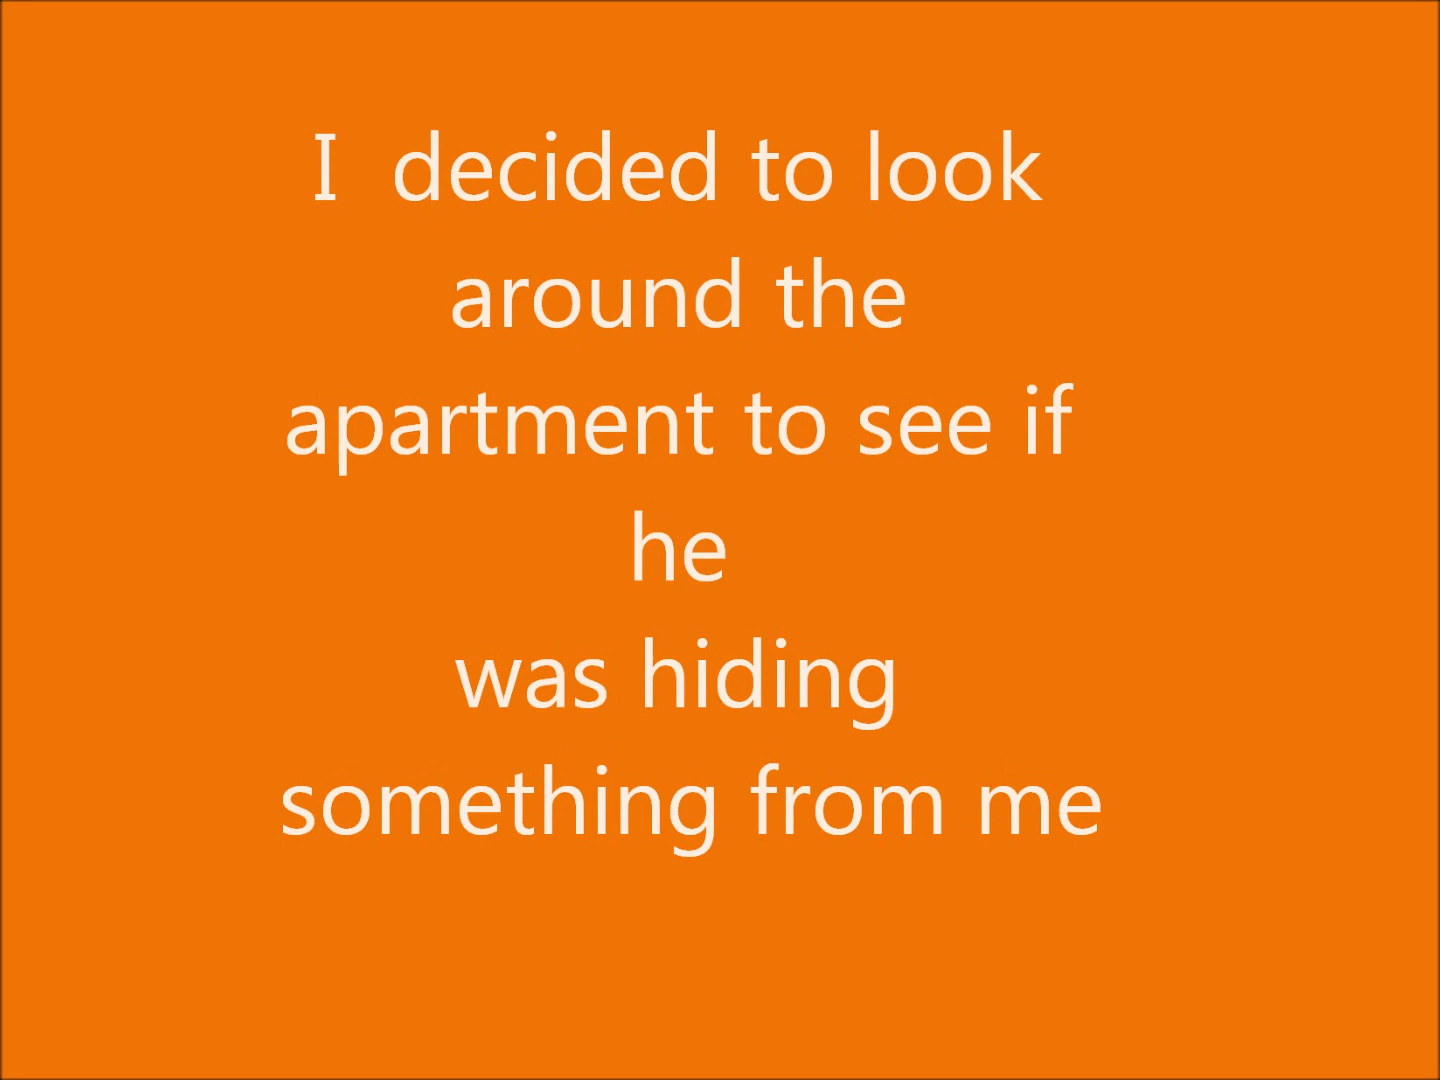 I  decided to look
around the
apartment to see if
he
was hiding
something from me